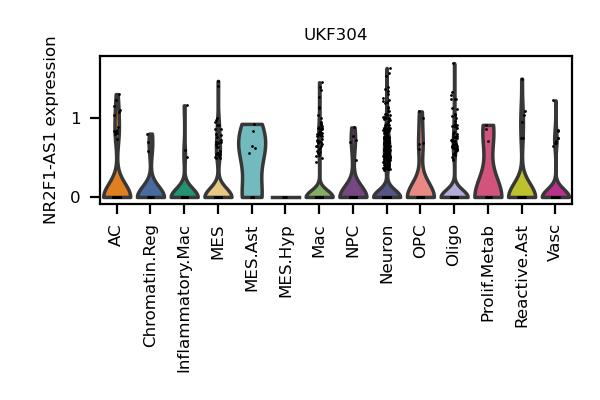 UKF304
NR2F1-AS1 expression
1
0
AC
Chromatin.Reg
Inflammatory.Mac
MES
MES.Ast
MES.Hyp
Mac
NPC
Neuron
OPC
Oligo
Prolif.Metab
Reactive.Ast
Vasc